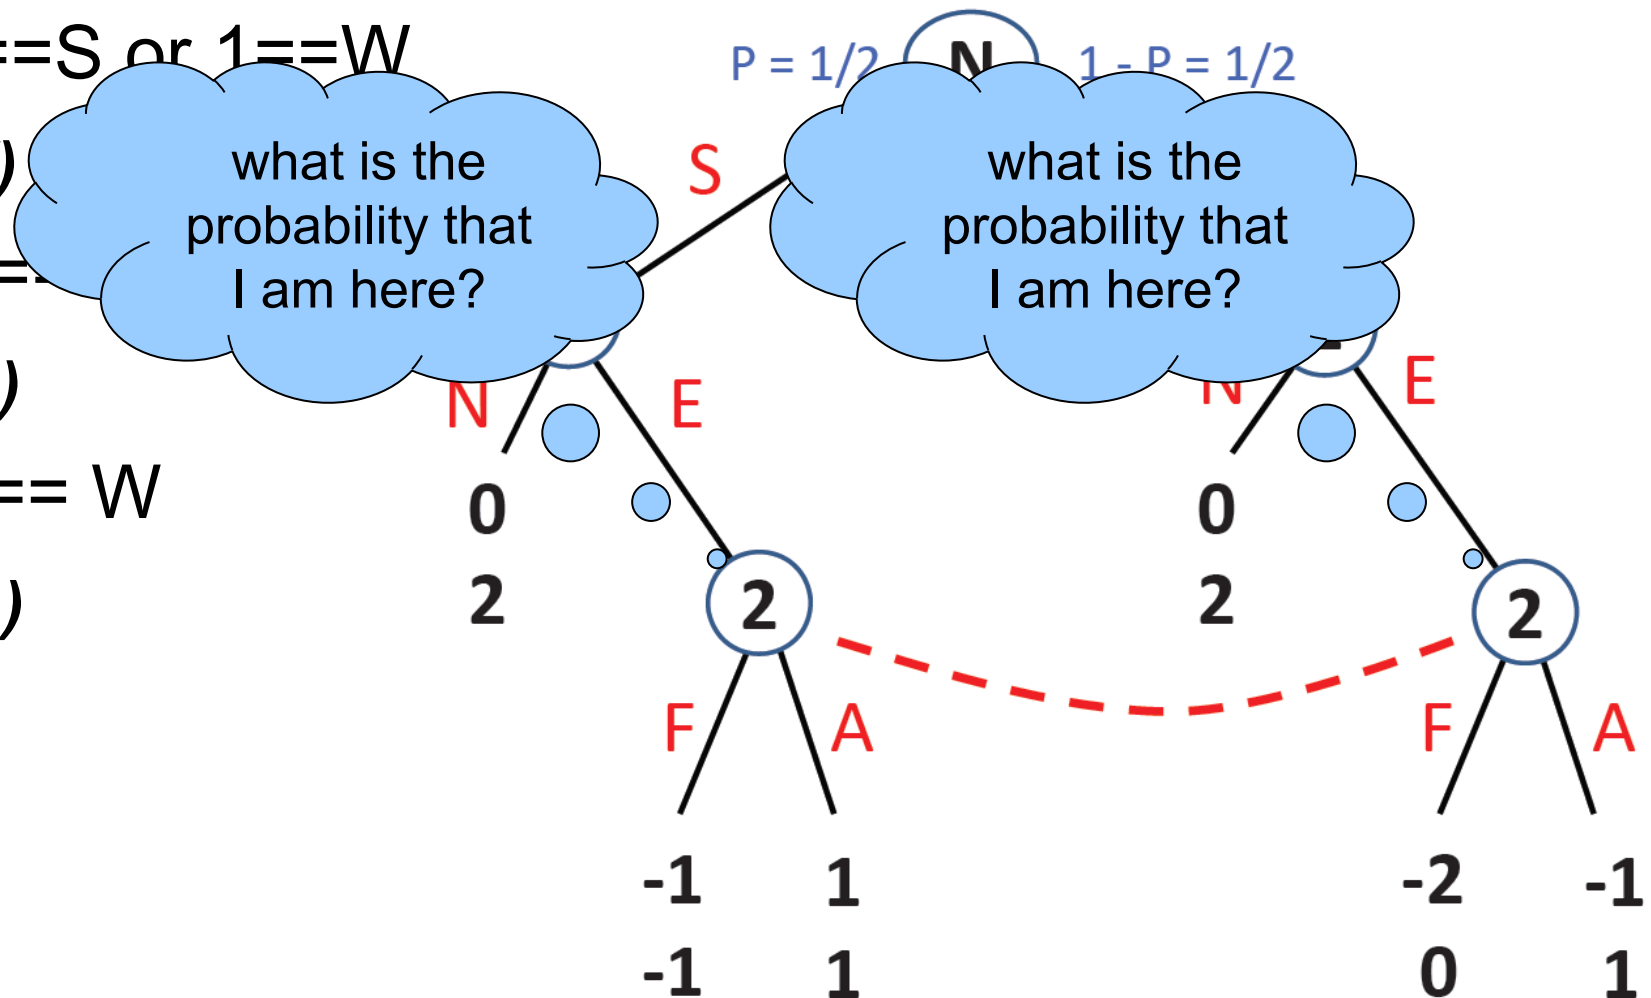 ==S or 1==W
P = 1/2 N 1 - P = 1/2
)
what is the
probability that
I am here?
S
what is the
probability that
I am here?
==
)
N E
N E
== W
0
2
0
2
)
2
2
F A
F A
-1 1
-1 1
-2 -1
0 1